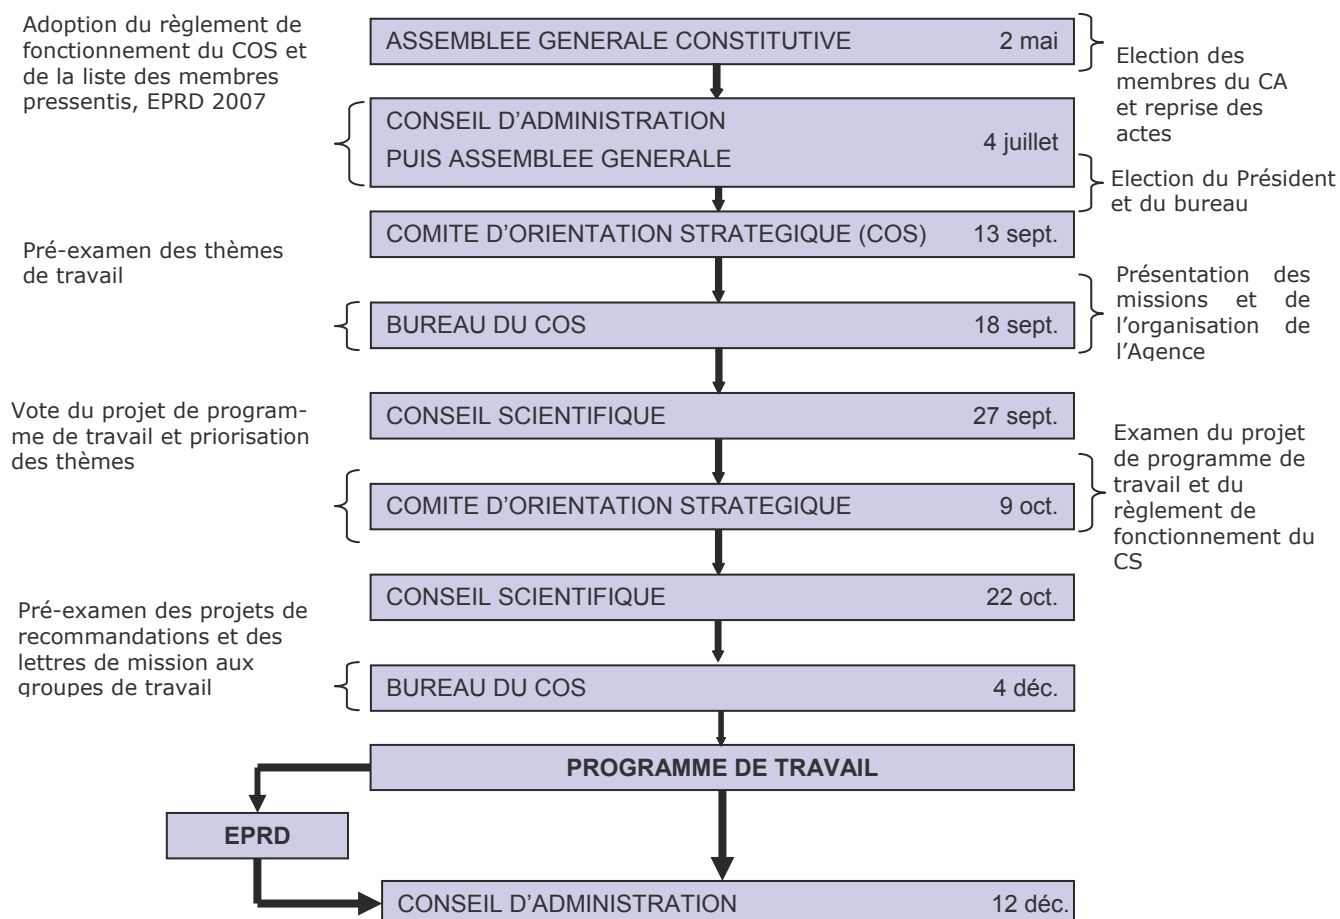 Adoption du règlement de
fonctionnement du COS et
de la liste des membres
pressentis, EPRD 2007
ASSEMBLEE GENERALE CONSTITUTIVE 2 mai
Election des
membres du CA
et reprise des
actes
CONSEIL D'ADMINISTRATION
PUIS ASSEMBLEE GENERALE
4 juillet
Election du Président
et du bureau
COMITE D'ORIENTATION STRATEGIQUE (COS) 13 sept.
Pré-examen des thèmes
de travail
Présentation des
missions et de
l'organisation de
l'Agence
BUREAU DU COS 18 sept.
CONSEIL SCIENTIFIQUE 27 sept.
Vote du projet de program-
me de travail et priorisation
des thèmes
Examen du projet
de programme de
travail et du
règlement de
fonctionnement du
CS
COMITE D'ORIENTATION STRATEGIQUE 9 oct.
CONSEIL SCIENTIFIQUE 22 oct.
Pré-examen des projets de
recommandations et des
lettres de mission aux
groupes de travail
BUREAU DU COS 4 déc.
PROGRAMME DE TRAVAIL
EPRD
CONSEIL D'ADMINISTRATION 12 déc.